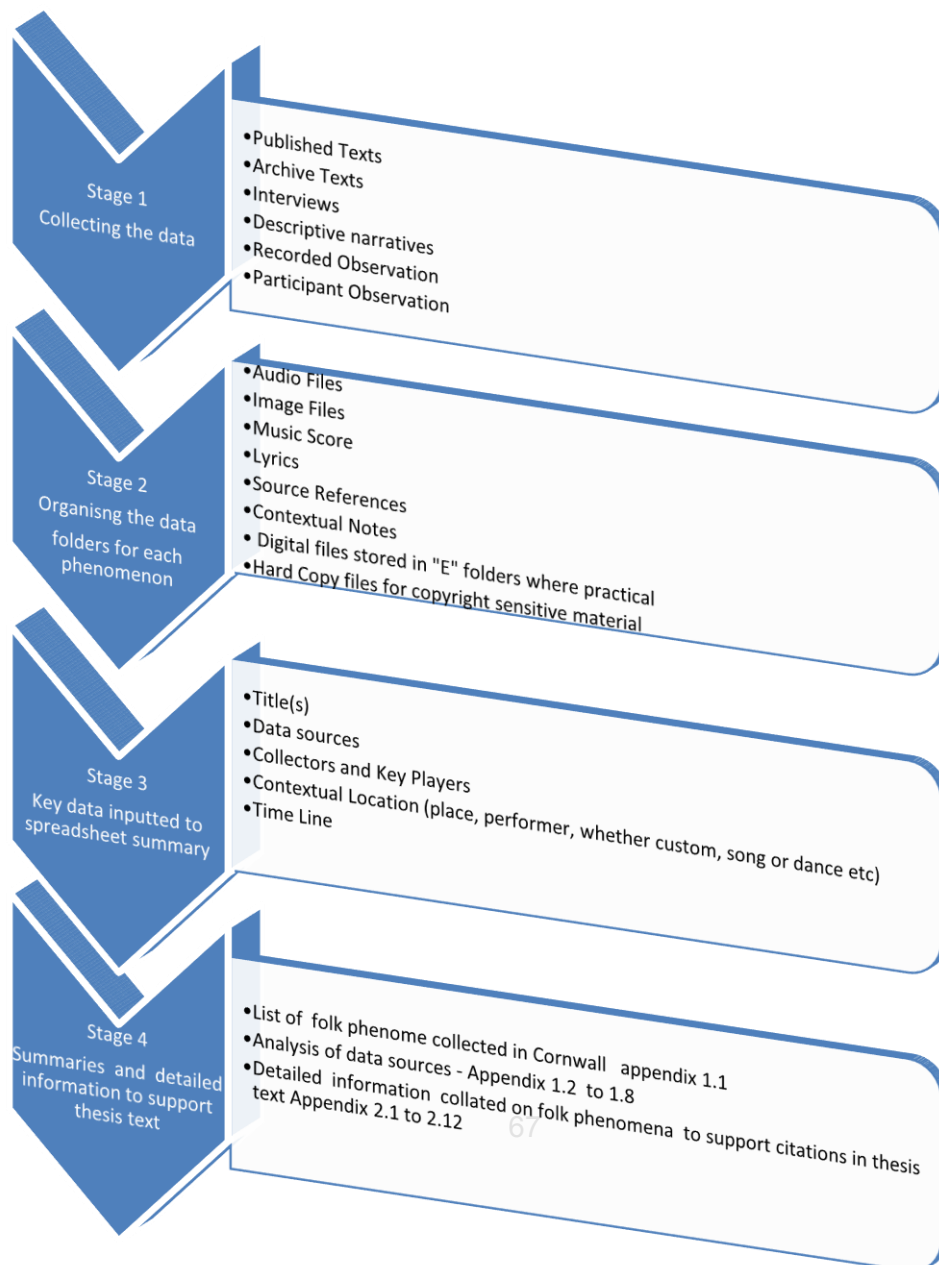 Stage 1
Collecting the data
•Published Texts
•Archive Texts
•Interviews
•Descriptive narratives
•Recorded Observation
•Participant Observation
Stage 2
Organisng the data
folders for each
phenomenon
•Audio Files
•Image Files
•Music Score
•Lyrics
•Source References
•Contextual Notes
• Digital files stored in "E" folders where practical
•Hard Copy files for copyright sensitive material
Stage 3
Key data inputted to
spreadsheet summary
•Title(s)
•Data sources
•Collectors and Key Players
•Contextual Location (place, performer, whether custom, song or dance etc)
•Time Line
Stage 4
Summaries and detailed
information to support
thesis text
•List of folk phenome collected in Cornwall appendix 1.1
•Analysis of data sources - Appendix 1.2 to 1.8
•Detailed information collated on folk phenomena to support citations in thesis
text Appendix 2.1 to 2.12
67